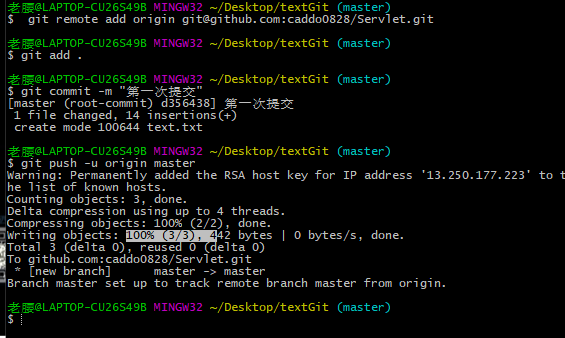 老腰@LAPTOP-CU26S49B MINGW32 ~/Desktop/textGit (master)
$  git remote add origin git@github.com:caddo0828/Servlet.git
老腰@LAPTOP-CU26S49B MINGW32 ~/Desktop/textGit (master)
$ git add .
老腰@LAPTOP-CU26S49B MINGW32 ~/Desktop/textGit (master)
$ git commit -m "第一次提交"
[master (root-commit) d356438] 第一次提交
 1 file changed, 14 insertions(+)
 create mode 100644 text.txt
老腰@LAPTOP-CU26S49B MINGW32 ~/Desktop/textGit (master)
$ git push -u origin master
Warning: Permanently added the RSA host key for IP address '13.250.177.223' to t
he list of known hosts.
Counting objects: 3, done.
Delta compression using up to 4 threads.
Compressing objects: 100% (2/2), done.
Writing objects: 100% (3/3), 442 bytes | 0 bytes/s, done.
Total 3 (delta 0), reused 0 (delta 0)
To github.com:caddo0828/Servlet.git
 * [new branch]      master -> master
Branch master set up to track remote branch master from origin.
老腰@LAPTOP-CU26S49B MINGW32 ~/Desktop/textGit (master)
$